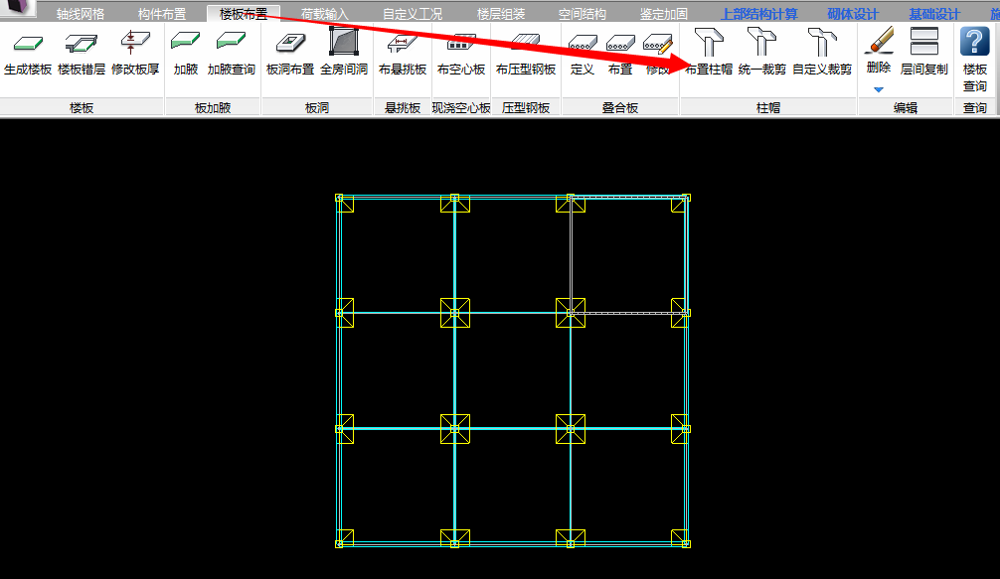 轴线网格 构件布置 楼板布置 荷载输入 自定义工况 楼层组装 空间结构 鉴定加固 上部结构计算 砌体设计 基础设计 施
生成楼板 楼板错层 修改板厚 加腋 加腋查询 板洞布置 全房间洞 布悬挑板 布空心板 布压型钢板 定义 布置 修改 布置柱帽 统一裁剪 自定义裁剪 删除 层间复制 楼板
查询
楼板 板加腋 板洞 悬挑板 现浇空心板 压型钢板 叠合板 柱帽 编辑 查询